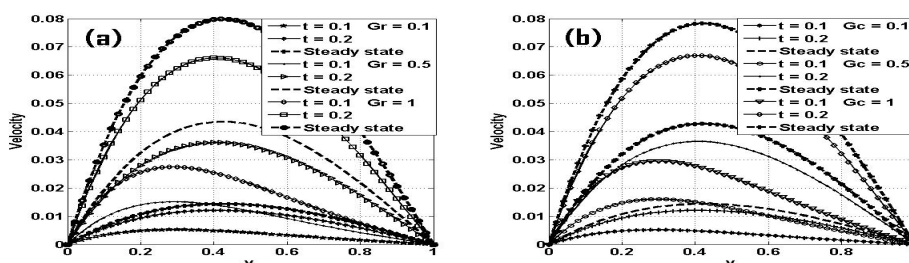 (a)
t = 0.1 Gr = 0.1
t = 0.2
Steady state
t = 0.1 Gr = 0.5
t = 0.2
Steady state
t = 0.1 Gr = 1
t = 0.2
Steady state
Velocity
0.08
0.07
0.06
0.05
0.04
0.03
0.02
0.01
0
0 0.2 0.4 0.6 0.8 1
(b)
t = 0.1 Gc = 0.1
t = 0.2
Steady state
t = 0.1 Gc = 0.5
t = 0.2
Steady state
t = 0.1 Gc = 1
t = 0.2
Steady state
Velocity
0.08
0.07
0.06
0.05
0.04
0.03
0.02
0.01
0
0 0.2 0.4 0.6 0.8